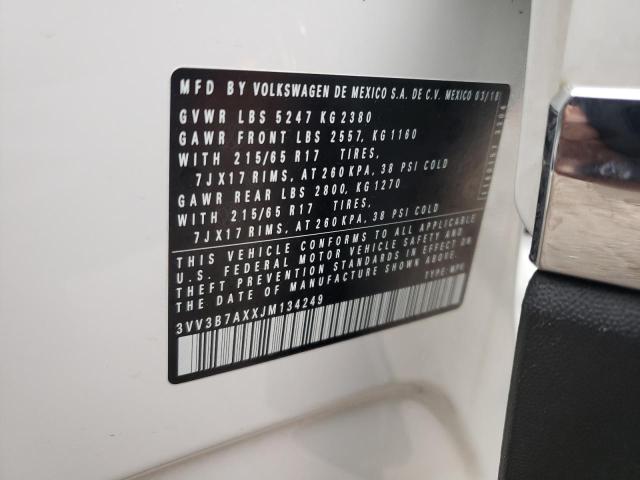 MFD BY VOLKSWAGEN DE MEXICO S.A. DE C.V. MEXICO 03/18
GVWR LBS 5247 KG 2380
GAWR FRONT LBS 2557, KG 1160
WITH 215/65 R17 TIRES,
7JX17 RIMS, AT 260 KPA, 38 PSI COLD
GAWR REAR LBS 2800, KG 1270
WITH 215/65 R17 TIRES,
7JX17 RIMS, AT 260 KPA, 38 PSI COLD
THIS VEHICLE CONFORMS TO ALL APPLICABLE
U.S. FEDERAL MOTOR VEHICLE SAFETY AND
THEFT PREVENTION STANDARDS IN EFFECT ON
THE DATE OF MANUFACTURE SHOWN ABOVE.
TYPE: MPV
3VV3B7AXXJM134249